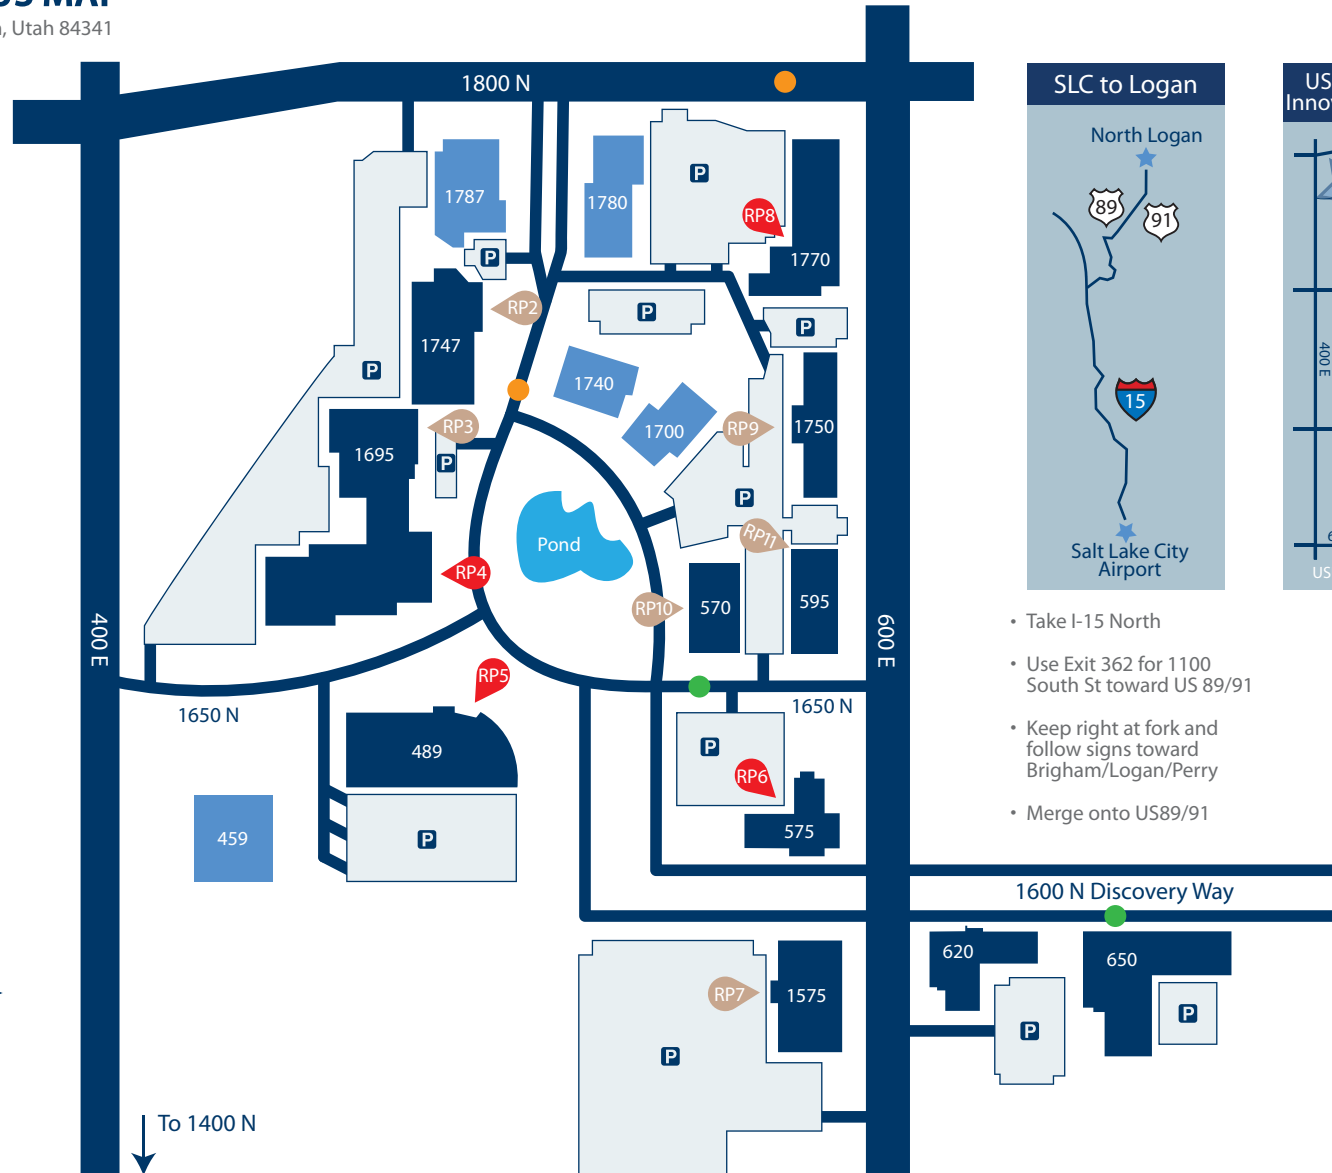 , Utah 84341
1800 N
SLC to Logan
North Logan
1787
1780
P
RP8
89
91
1770
P
RP2
P
P
1747
400 E
P
1740
15
RP3
1700
RP9
1750
1695
P
P
Pond
RP11
Salt Lake City
Airport
US
RP4
RP10
570
595
400 E
600 E
• Take I-15 North
• Use Exit 362 for 1100
South St toward US 89/91
RP5
1650 N
1650 N
• Keep right at fork and
follow signs toward
Brigham/Logan/Perry
489
P
RP6
• Merge onto US89/91
459
P
575
1600 N Discovery Way
620
650
RP7
1575
P
P
P
To 1400 N